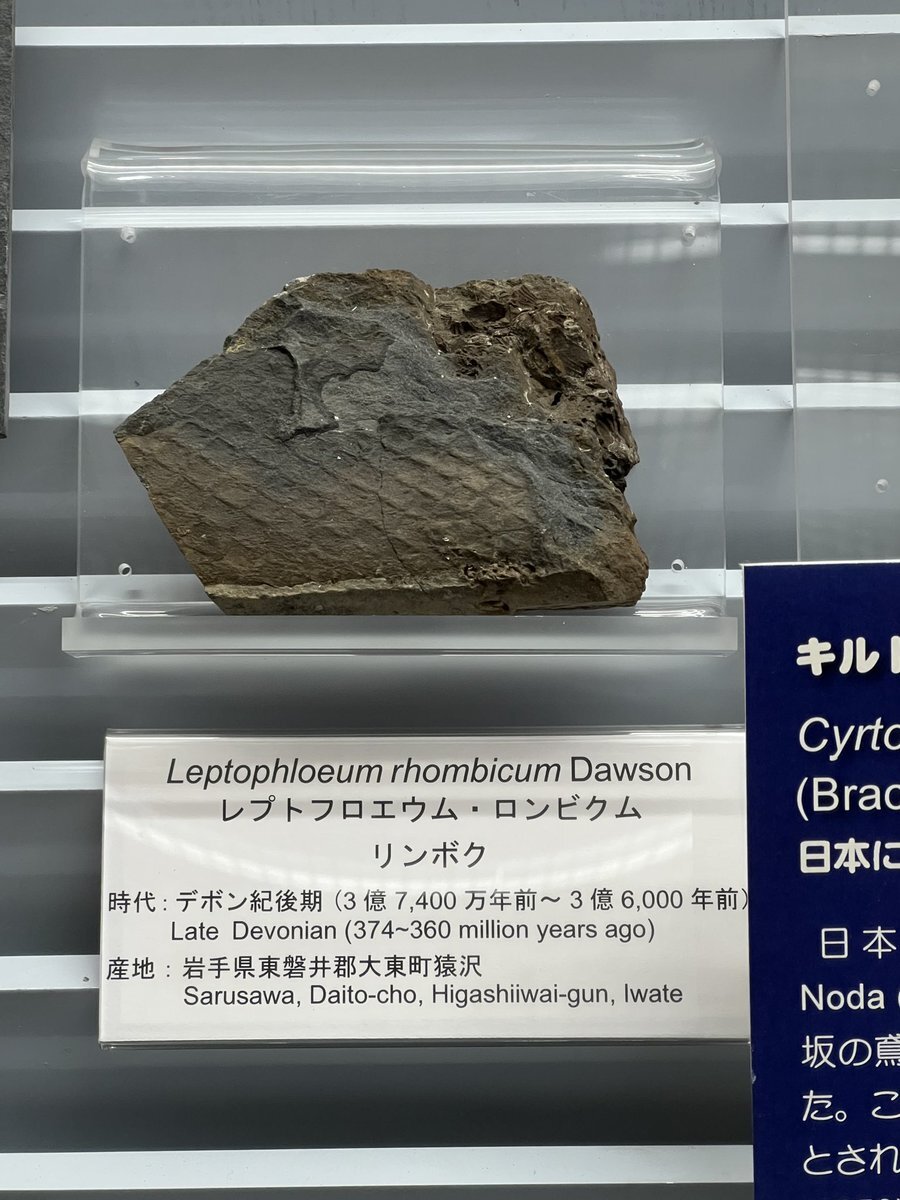 Leptophloeum rhombicum Dawson
レプトフロエウム・ロンビクム
リンボク
時代：デボン紀後期（3 億 7,400 万年前～ 3 億 6,000 年前）
Late Devonian (374~360 million years ago)
産地：岩手県東磐井郡大東町猿沢
Sarusawa, Daito-cho, Higashiiwai-gun, Iwate
キルト
Cyrto
(Brac
日本に
日本
Noda
坂の蔦
た。こ
とされ